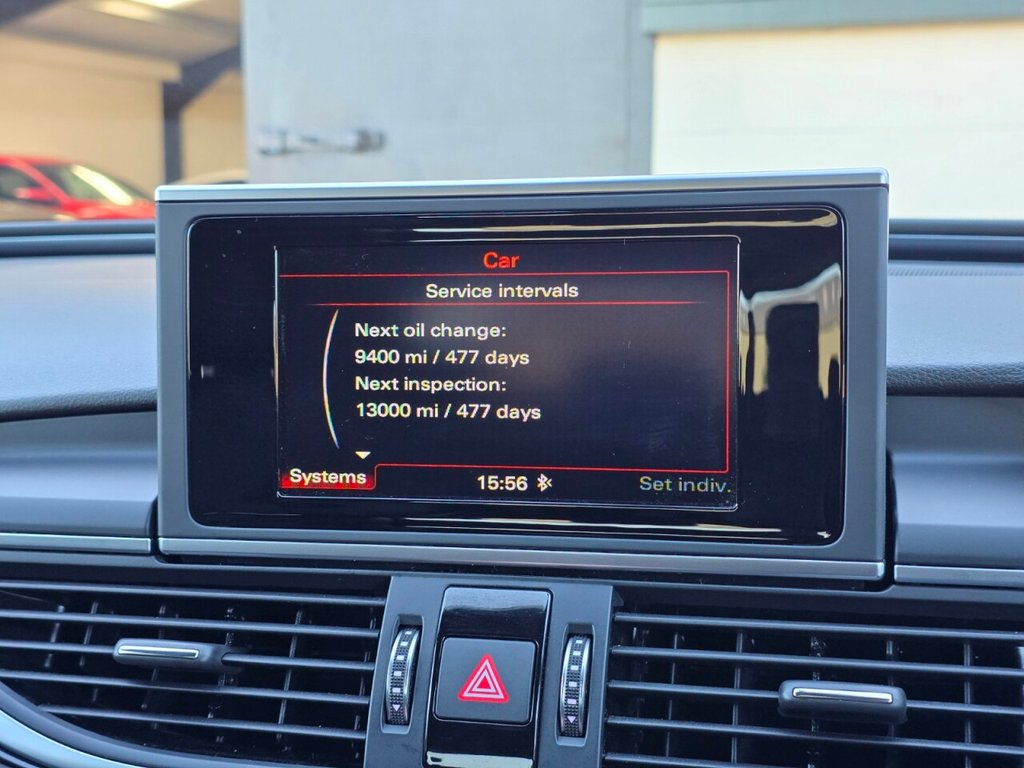 Car
Service intervals
Next oil change:
9400 mi / 477 days
Next inspection:
13000 mi / 477 days
Systems
15:56
Set indiv.